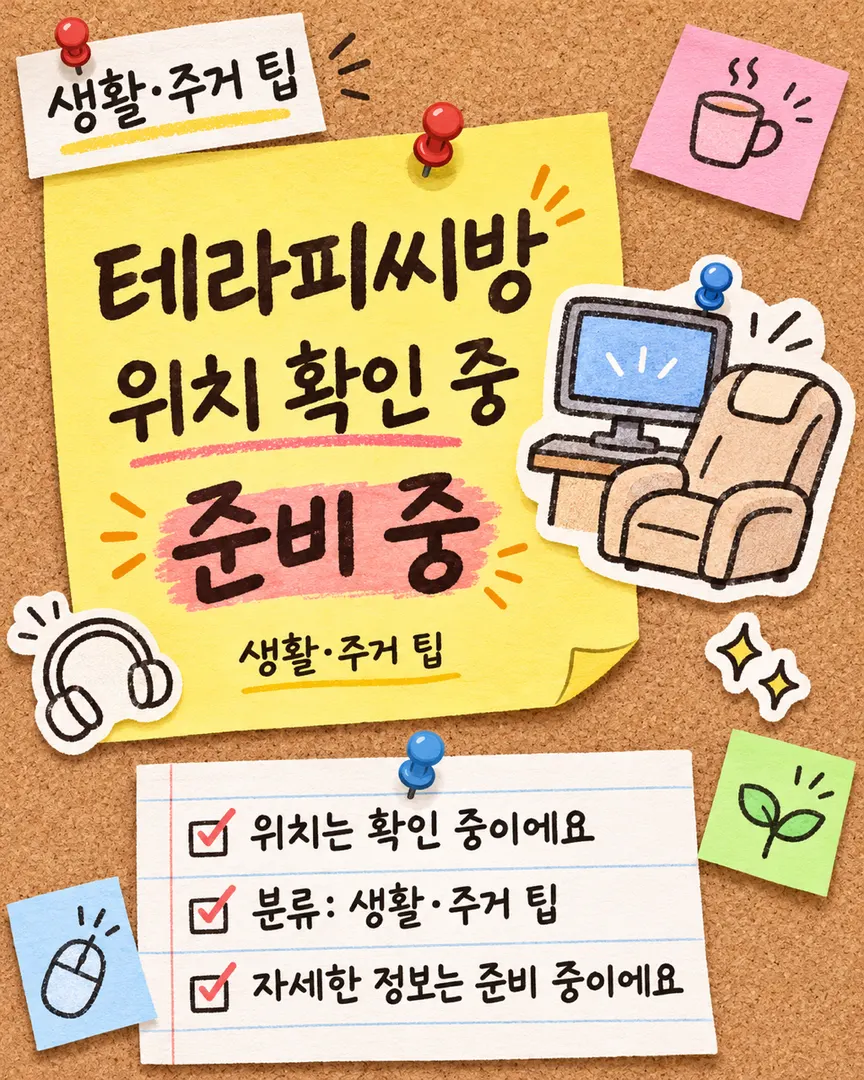 생활·주거 팁
테라피씨방
위치 확인 중
준비 중
생활·주거 팁
위치는 확인 중이에요
분류: 생활·주거 팁
자세한 정보는 준비 중이에요